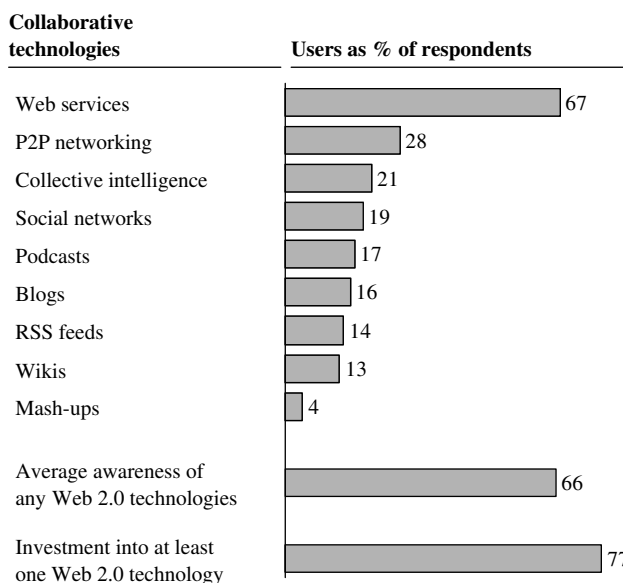 Collaborative
technologies
Users as % of respondents
Web services 67
P2P networking 28
Collective intelligence 21
Social networks 19
Podcasts 17
Blogs 16
RSS feeds 14
Wikis 13
Mash-ups 4
Average awareness of
any Web 2.0 technologies 66
Investment into at least
one Web 2.0 technology 77